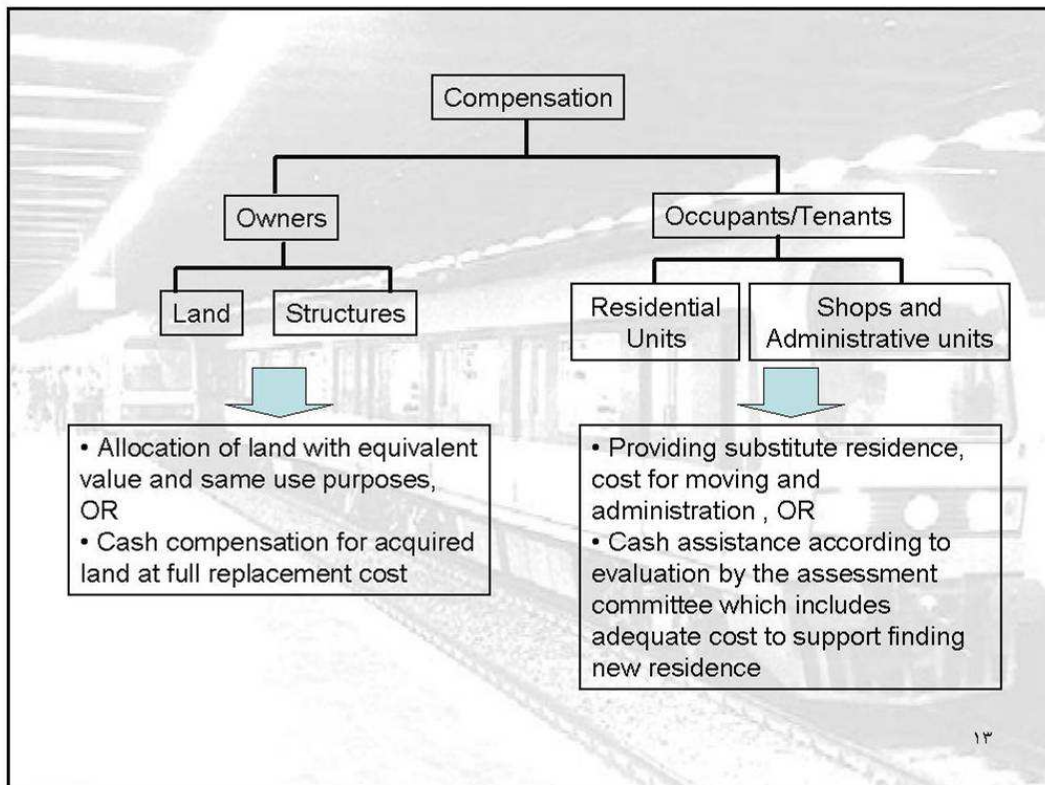 Compensation
Owners
Occupants/Tenants
Land
Structures
Residential
Units
Shops and
Administrative units
• Allocation of land with equivalent
value and same use purposes,
OR
• Cash compensation for acquired
land at full replacement cost
• Providing substitute residence,
cost for moving and
administration , OR
• Cash assistance according to
evaluation by the assessment
committee which includes
adequate cost to support finding
new residence
١٣